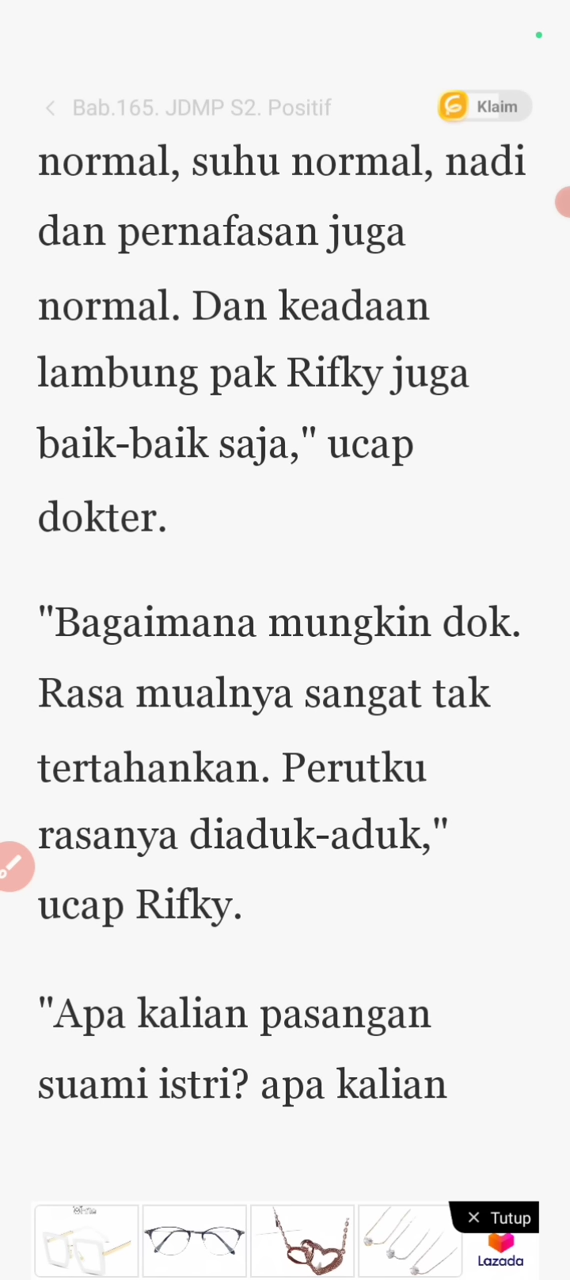 Bab.165. JDMP S2. Positif
Klaim
normal, suhu normal, nadi
dan pernafasan juga
normal. Dan keadaan
lambung pak Rifky juga
baik-baik saja," ucap
dokter.
"Bagaimana mungkin dok.
Rasa mualnya sangat tak
tertahankan. Perutku
rasanya diaduk-aduk,"
ucap Rifky.
"Apa kalian pasangan
suami istri? apa kalian
Tutup
Lazada